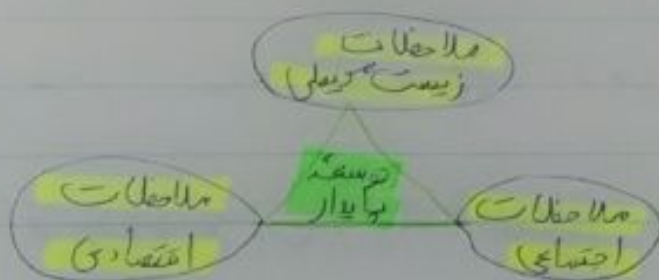 ملاحظات
زیست محیطی
توسعهٔ
پایدار
ملاحظات
اجتماعی
ملاحظات
اقتصادی